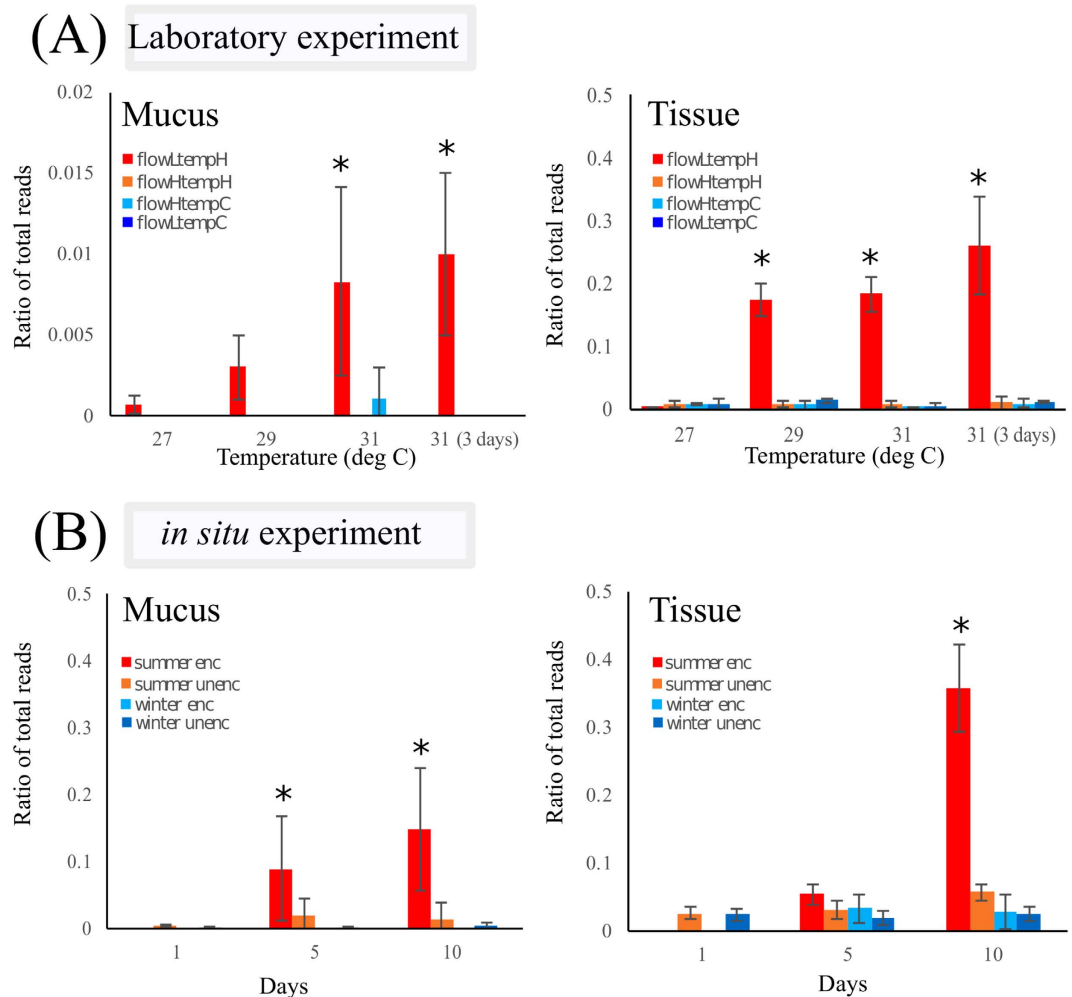 (A) Laboratory experiment
Mucus
flowLtempH
flowHtempH
flowHtempC
flowLtempC
Ratio of total reads
0.02
0.015
0.01
0.005
0
*
*
27
29
31
31 (3 days)
Temperature (deg C)
Tissue
flowLtempH
flowHtempH
flowHtempC
flowLtempC
Ratio of total reads
0.5
0.4
0.3
0.2
0.1
0
*
*
*
27
29
31
31 (3 days)
Temperature (deg C)
(B) in situ experiment
Mucus
summer enc
summer unenc
winter enc
winter unenc
Ratio of total reads
0.5
0.4
0.3
0.2
0.1
0
*
*
1
5
10
Days
Tissue
summer enc
summer unenc
winter enc
winter unenc
Ratio of total reads
0.5
0.4
0.3
0.2
0.1
0
*
1
5
10
Days